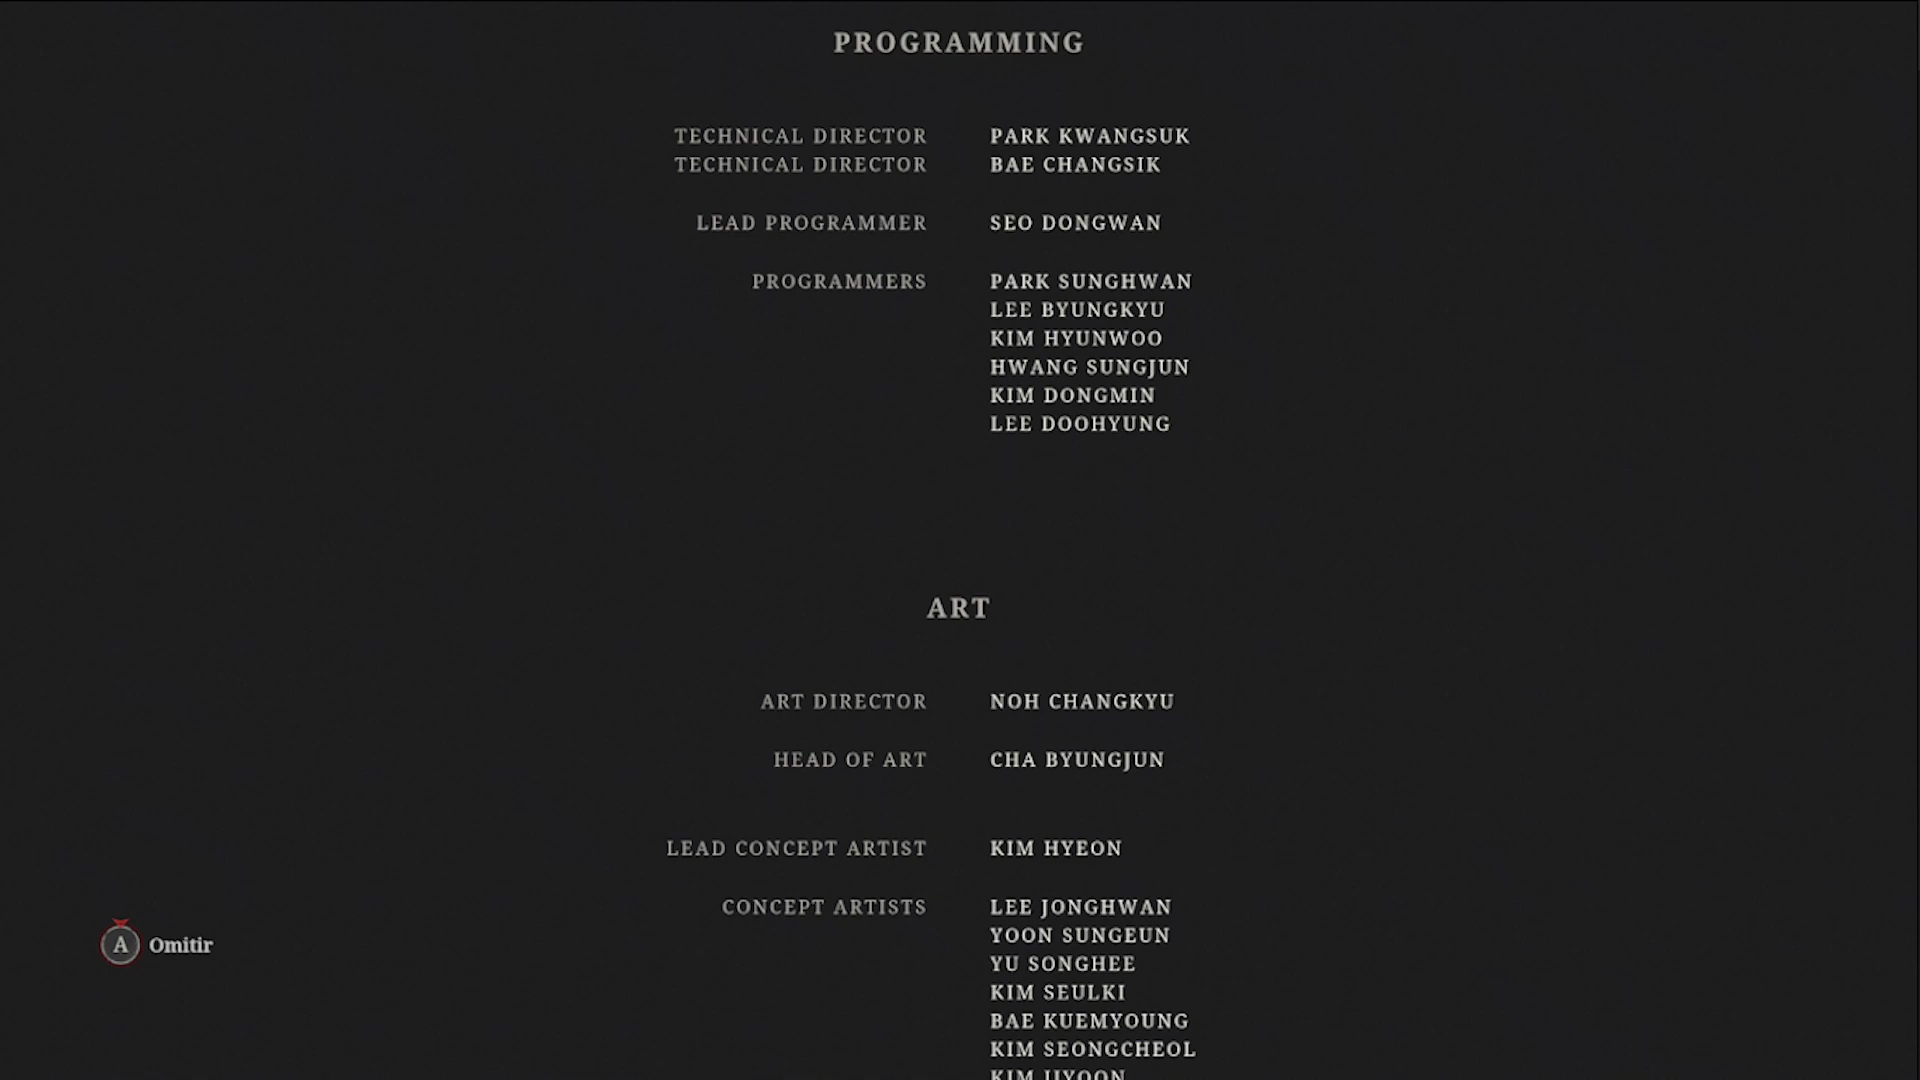 PROGRAMMING
TECHNICAL DIRECTOR PARK KWANGSUK
TECHNICAL DIRECTOR BAE CHANGSIK
LEAD PROGRAMMER SEO DONGWAN
PROGRAMMERS PARK SUNGHWAN
LEE BYUNGKYU
KIM HYUNWOO
HWANG SUNGJUN
KIM DONGMIN
LEE DOOHYUNG
ART
ART DIRECTOR NOH CHANGKYU
HEAD OF ART CHA BYUNGJUN
LEAD CONCEPT ARTIST KIM HYEON
CONCEPT ARTISTS LEE JONGHWAN
YOON SUNGEUN
A Omitir
YU SONGHEE
KIM SEULKI
BAE KUEMYOUNG
KIM SEONGCHEOL
KIM